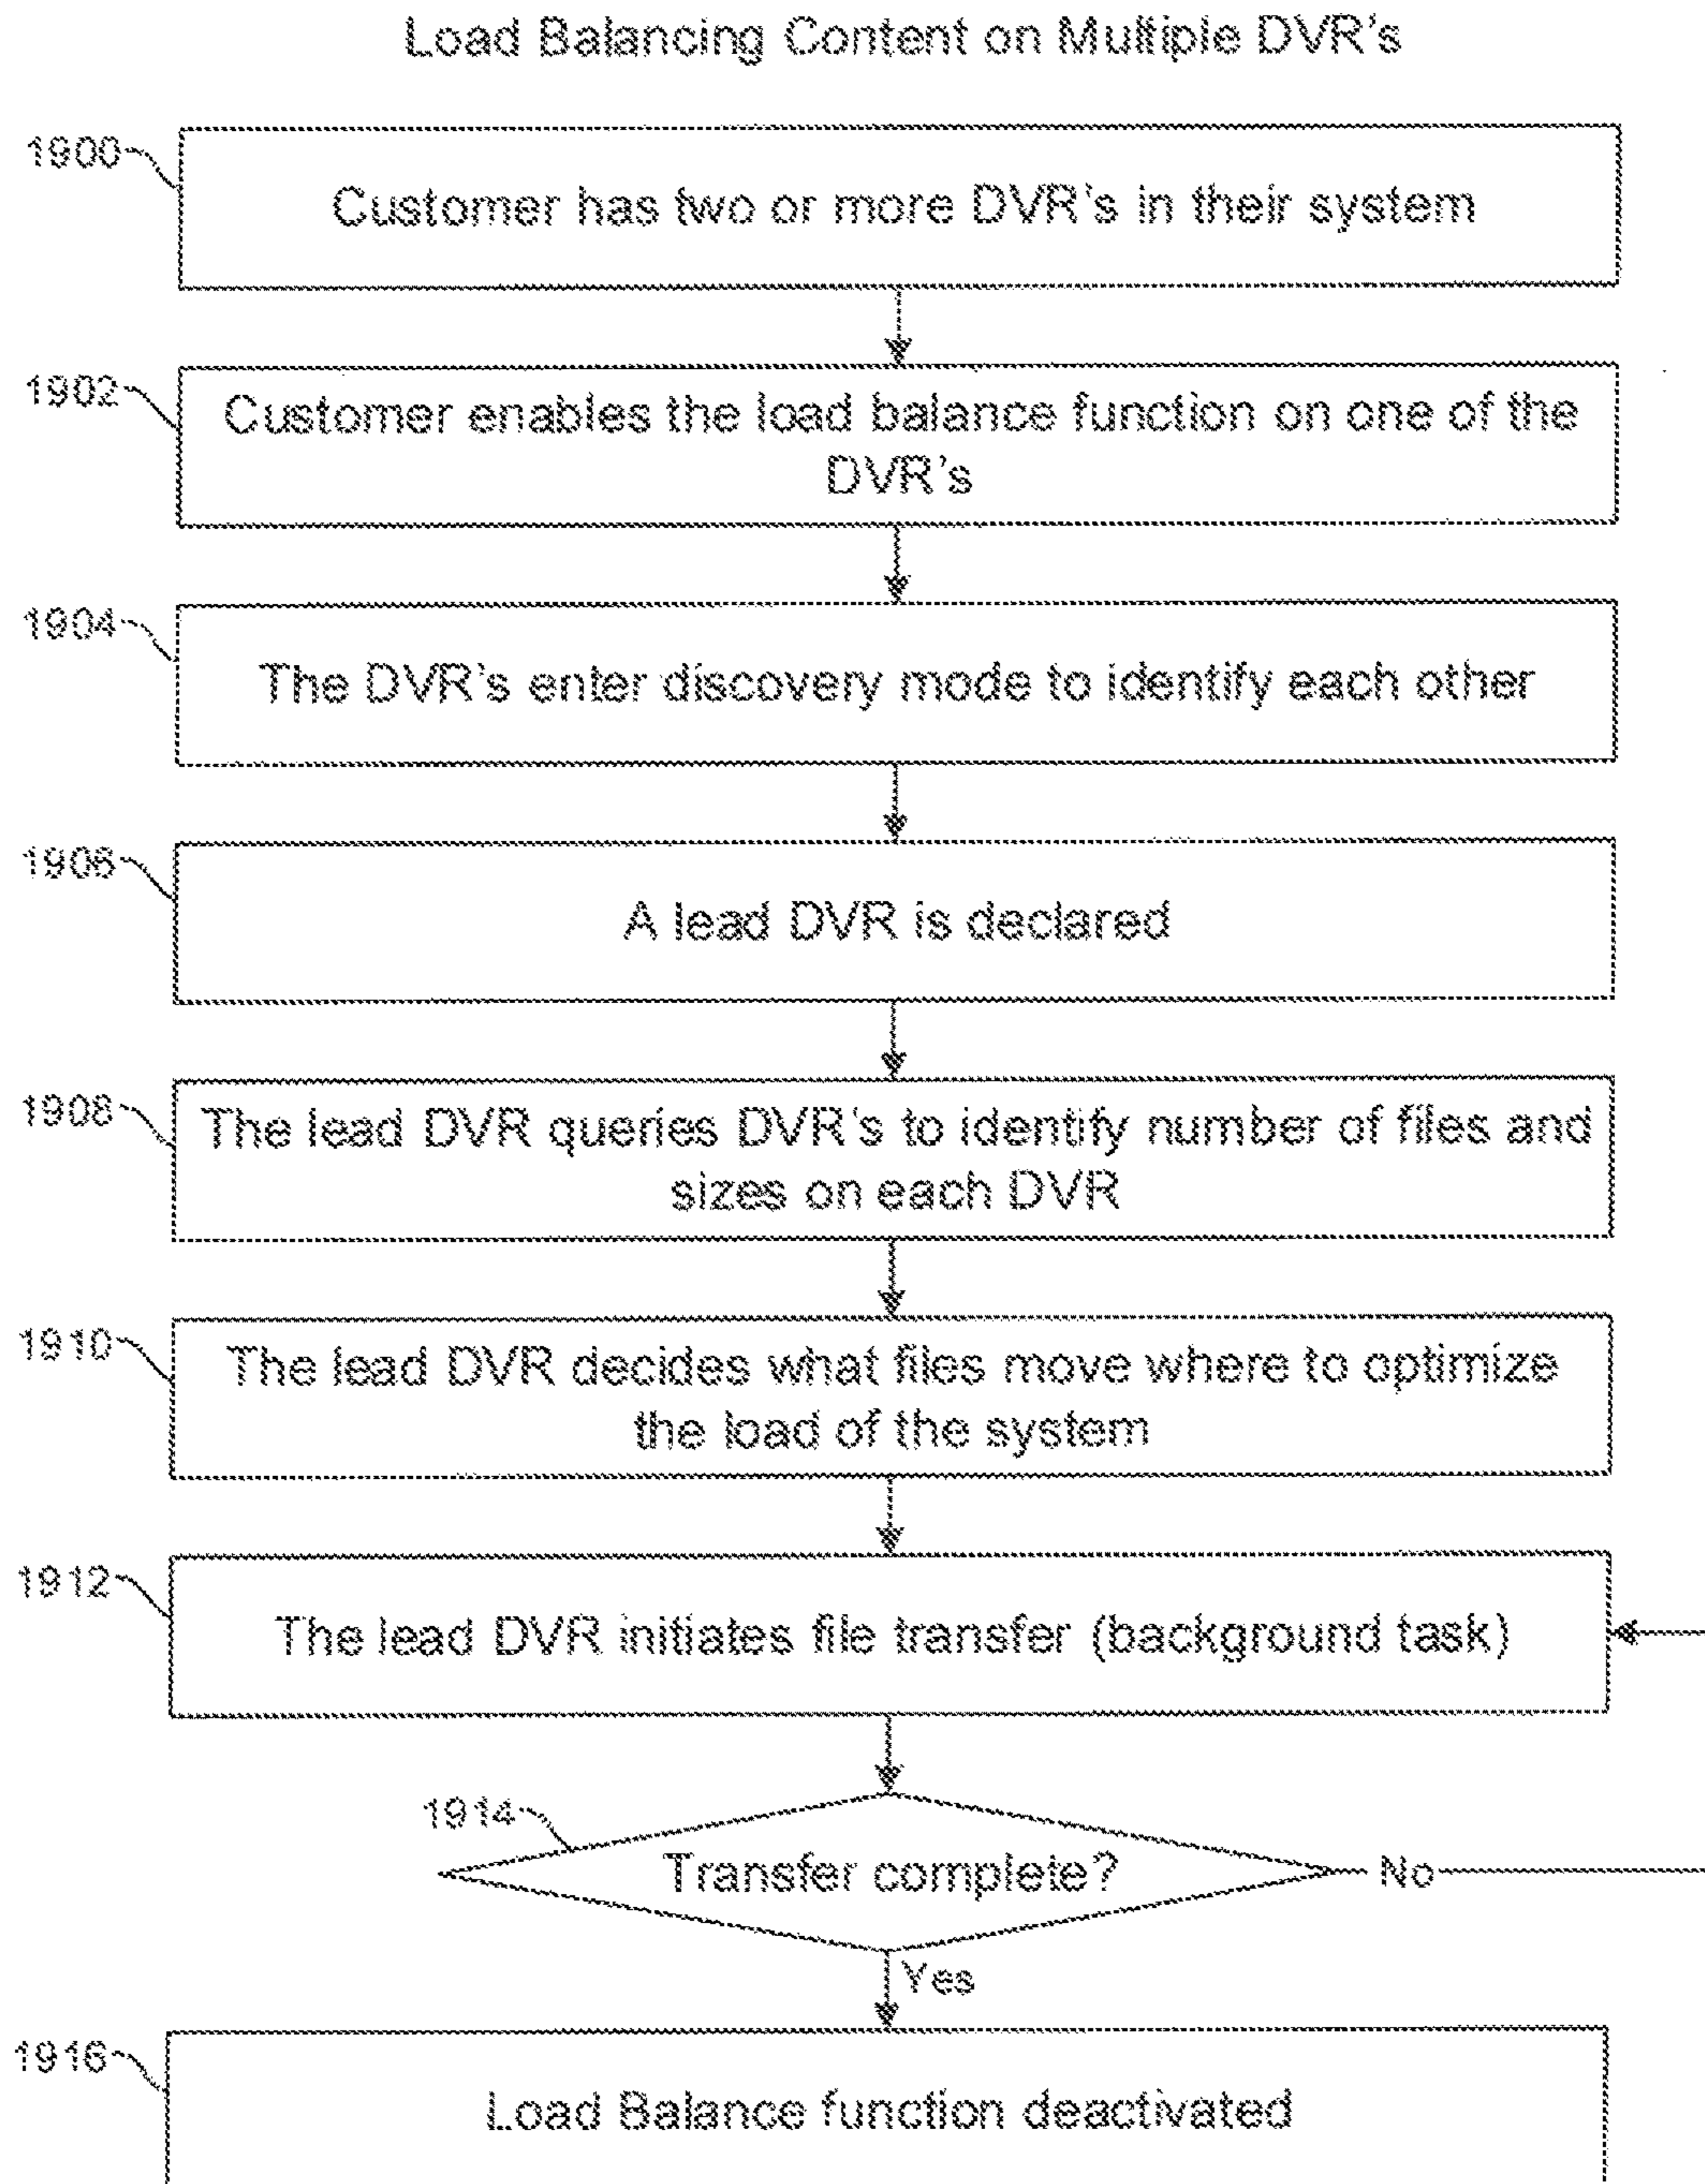 Load Balancing Content on Multiple DVR's
1900
Customer has two or more DVR's in their system
1902
Customer enables the load balance function on one of the
DVR's
1904
The DVR's enter discovery mode to identify each other
1906
A lead DVR is declared
1908
The lead DVR queries DVR's to identify number of files and
sizes on each DVR
1910
The lead DVR decides what files move where to optimize
the load of the system
1912
The lead DVR initiates file transfer (background task)
1914
Transfer complete?
No
Yes
1916
Load Balance function deactivated